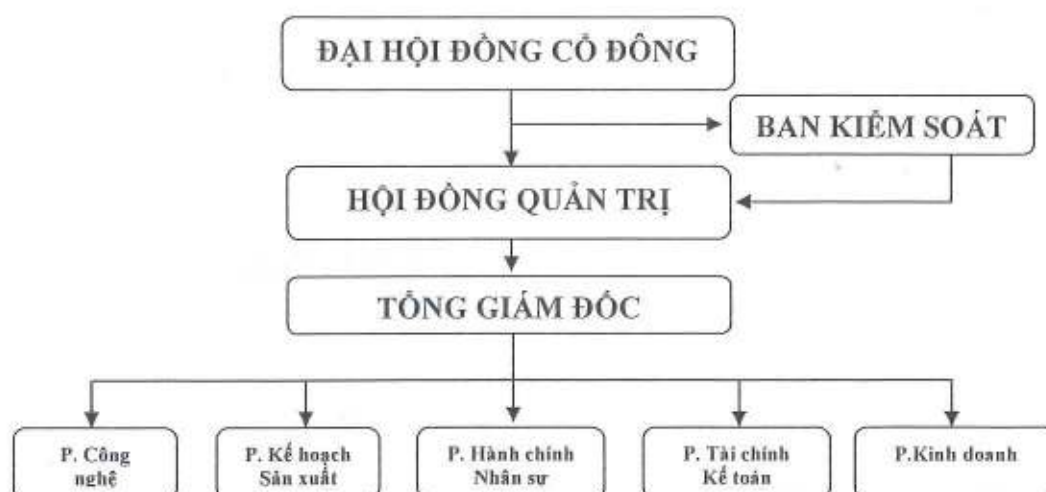 ĐẠI HỘI ĐỒNG CỔ ĐÔNG
BAN KIỂM SOÁT
HỘI ĐỒNG QUẢN TRỊ
TỔNG GIÁM ĐỐC
P. Công
nghệ
P. Kế hoạch
Sản xuất
P. Hành chính
Nhân sự
P. Tài chính
Kế toán
P.Kinh doanh